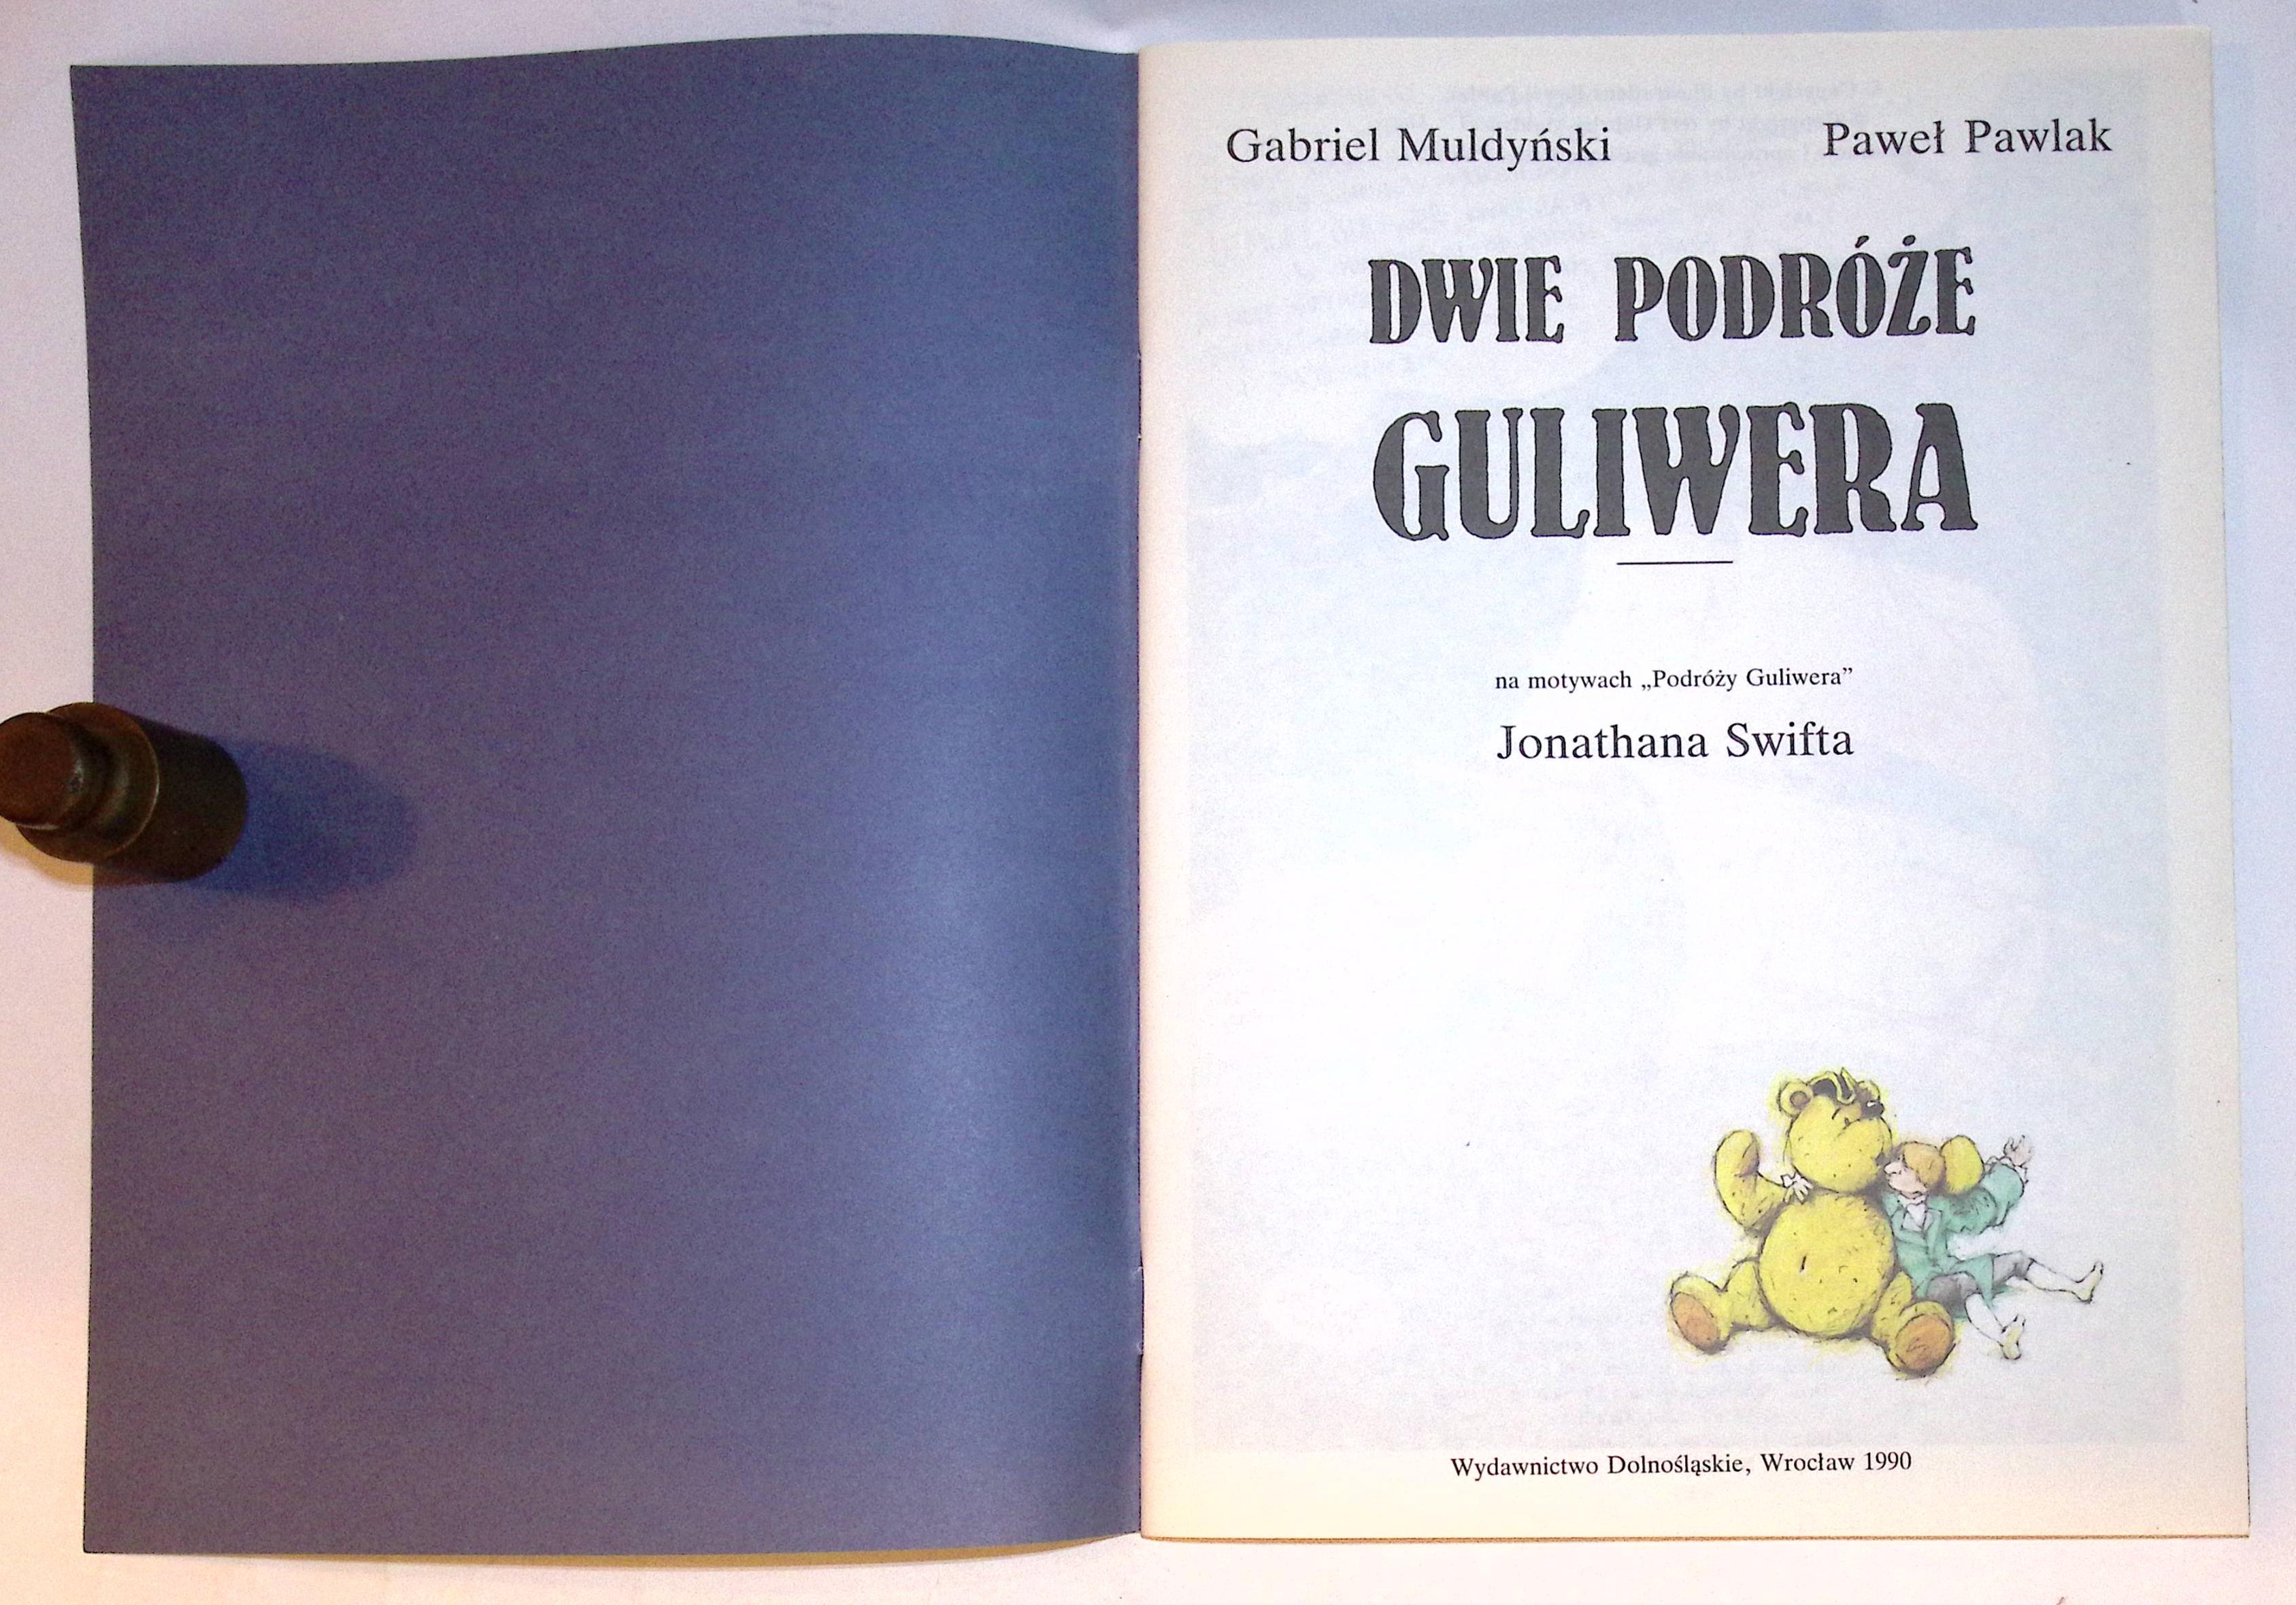 Gabriel Muldyński Paweł Pawlak
DWIE PODRÓŻE
GULIWERA
na motywach „Podróży Guliwera”
Jonathana Swifta
Wydawnictwo Dolnośląskie, Wrocław 1990